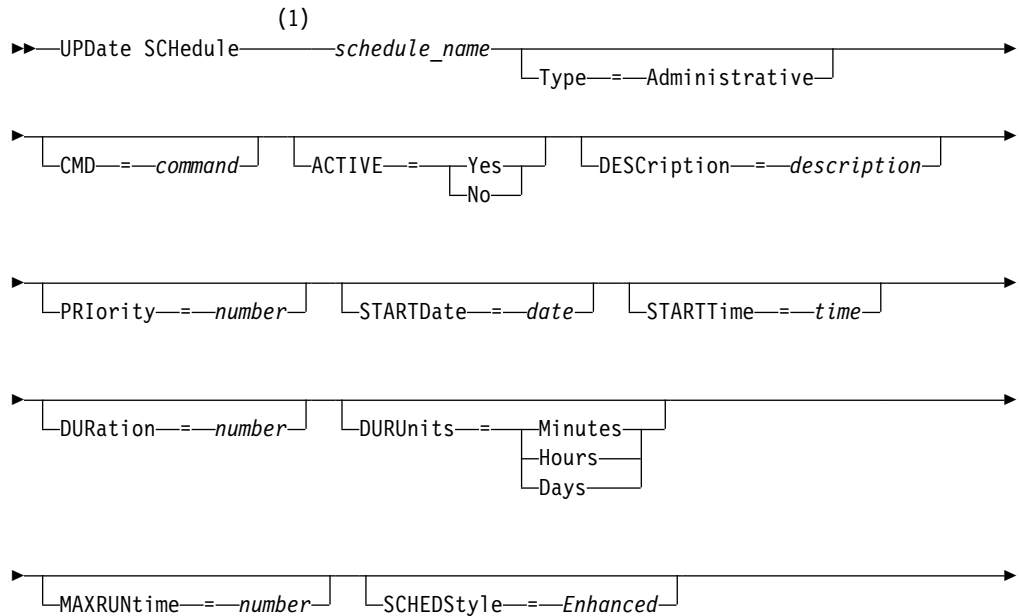 (1)
UPDate SCHedule schedule_name
Type = Administrative
CMD = command ACTIVE = Yes DESCription = description
No
PRIority = number STARTDate = date STARTTime = time
DURation = number DURUnits = Minutes
Hours
Days
MAXRUNtime = number SCHEDStyle = Enhanced